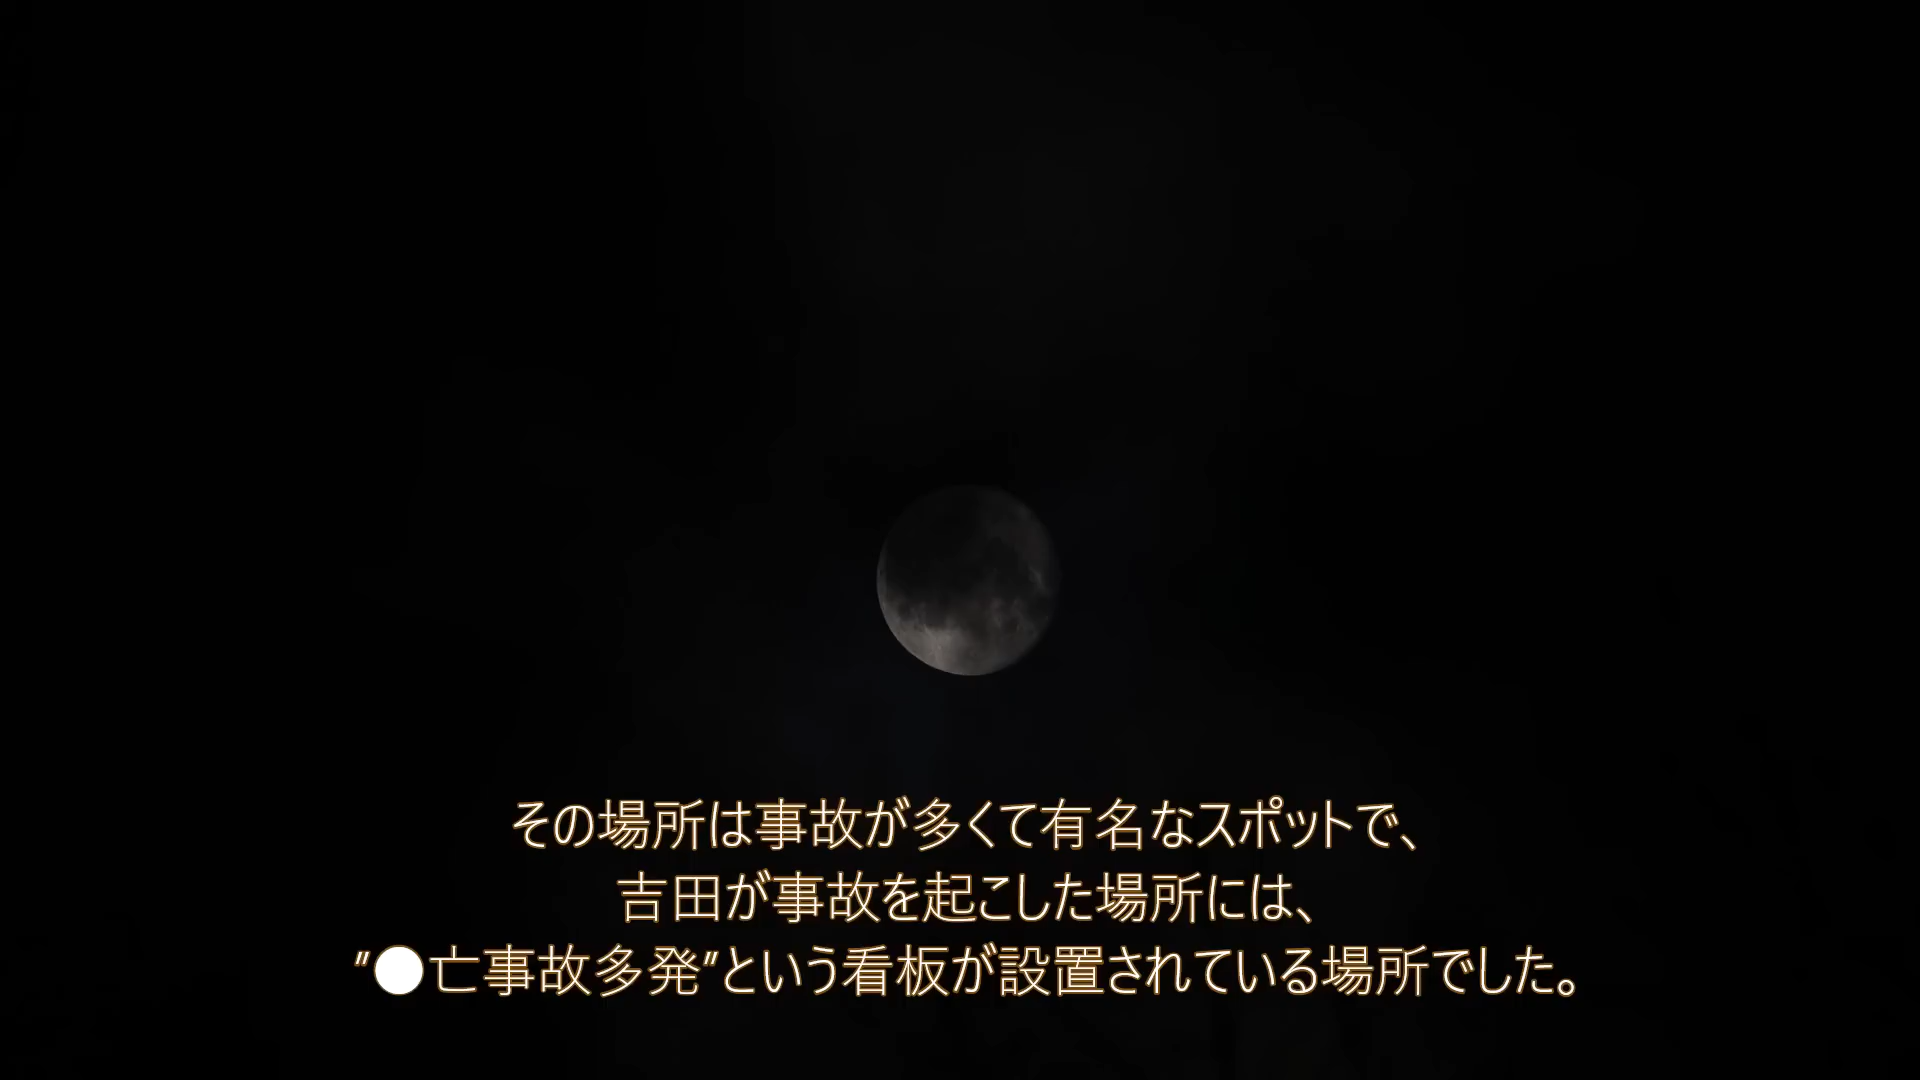 その場所は事故が多くて有名なスポットで、
吉田が事故を起こした場所には、
"●亡事故多発"という看板が設置されている場所でした。